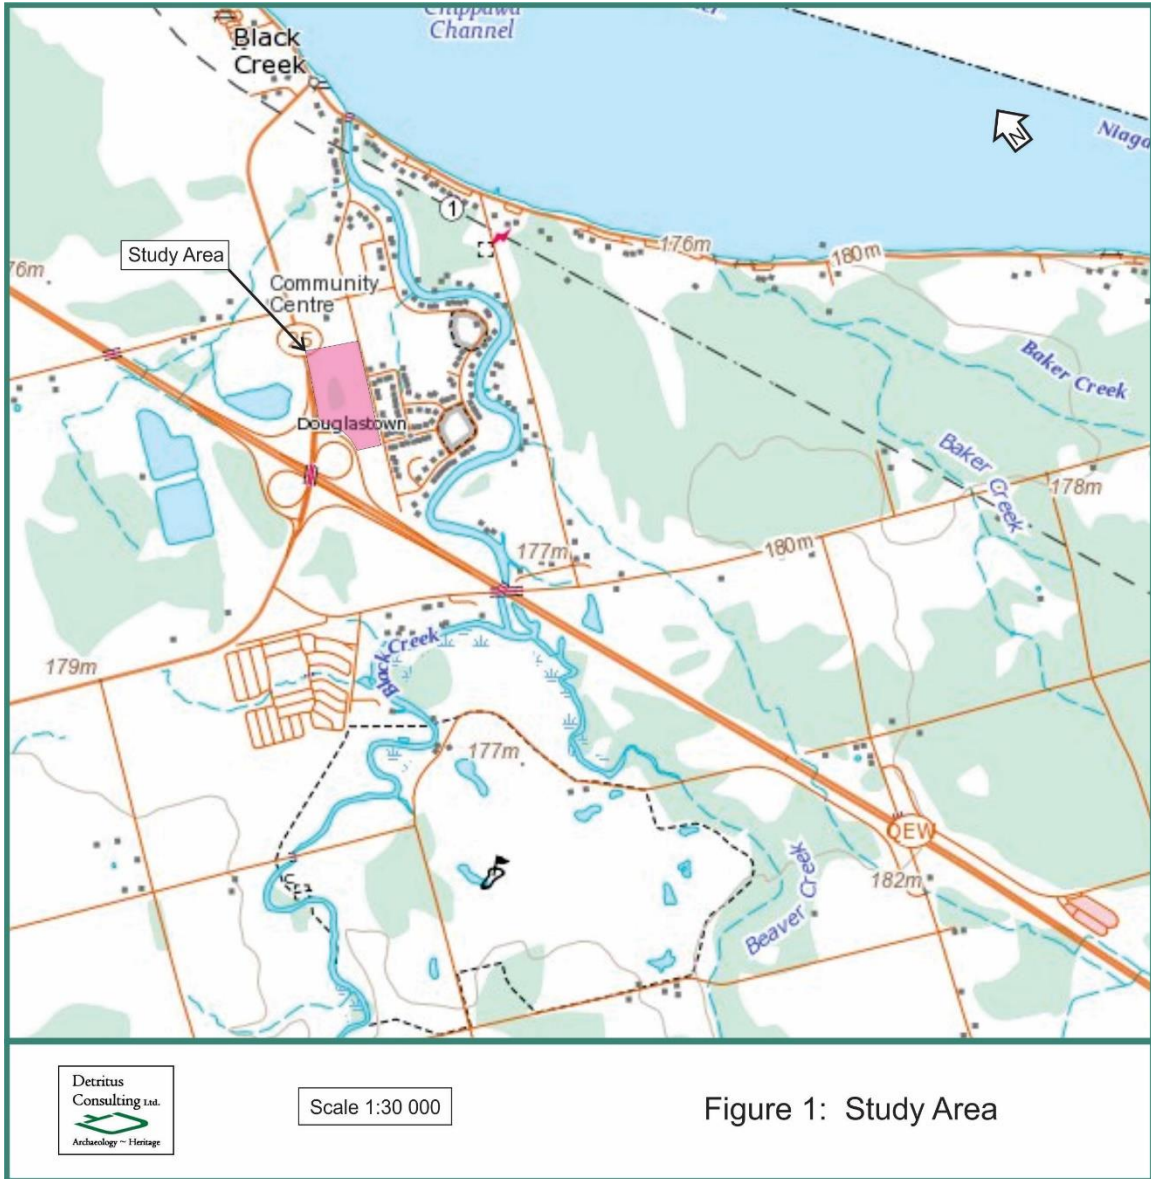 Chippawa
Channel
Black
Creek
Niaga
1
Study Area
176m
180m
76m
Community
Centre
Baker Creek
Douglastown
Baker Creek
178m
177m
180m
Black Creek
179m
177m
QEW
182m
Beaver Creek
N
Detritus
Consulting Ltd.
Archaeology ~ Heritage
Scale 1:30 000
Figure 1: Study Area